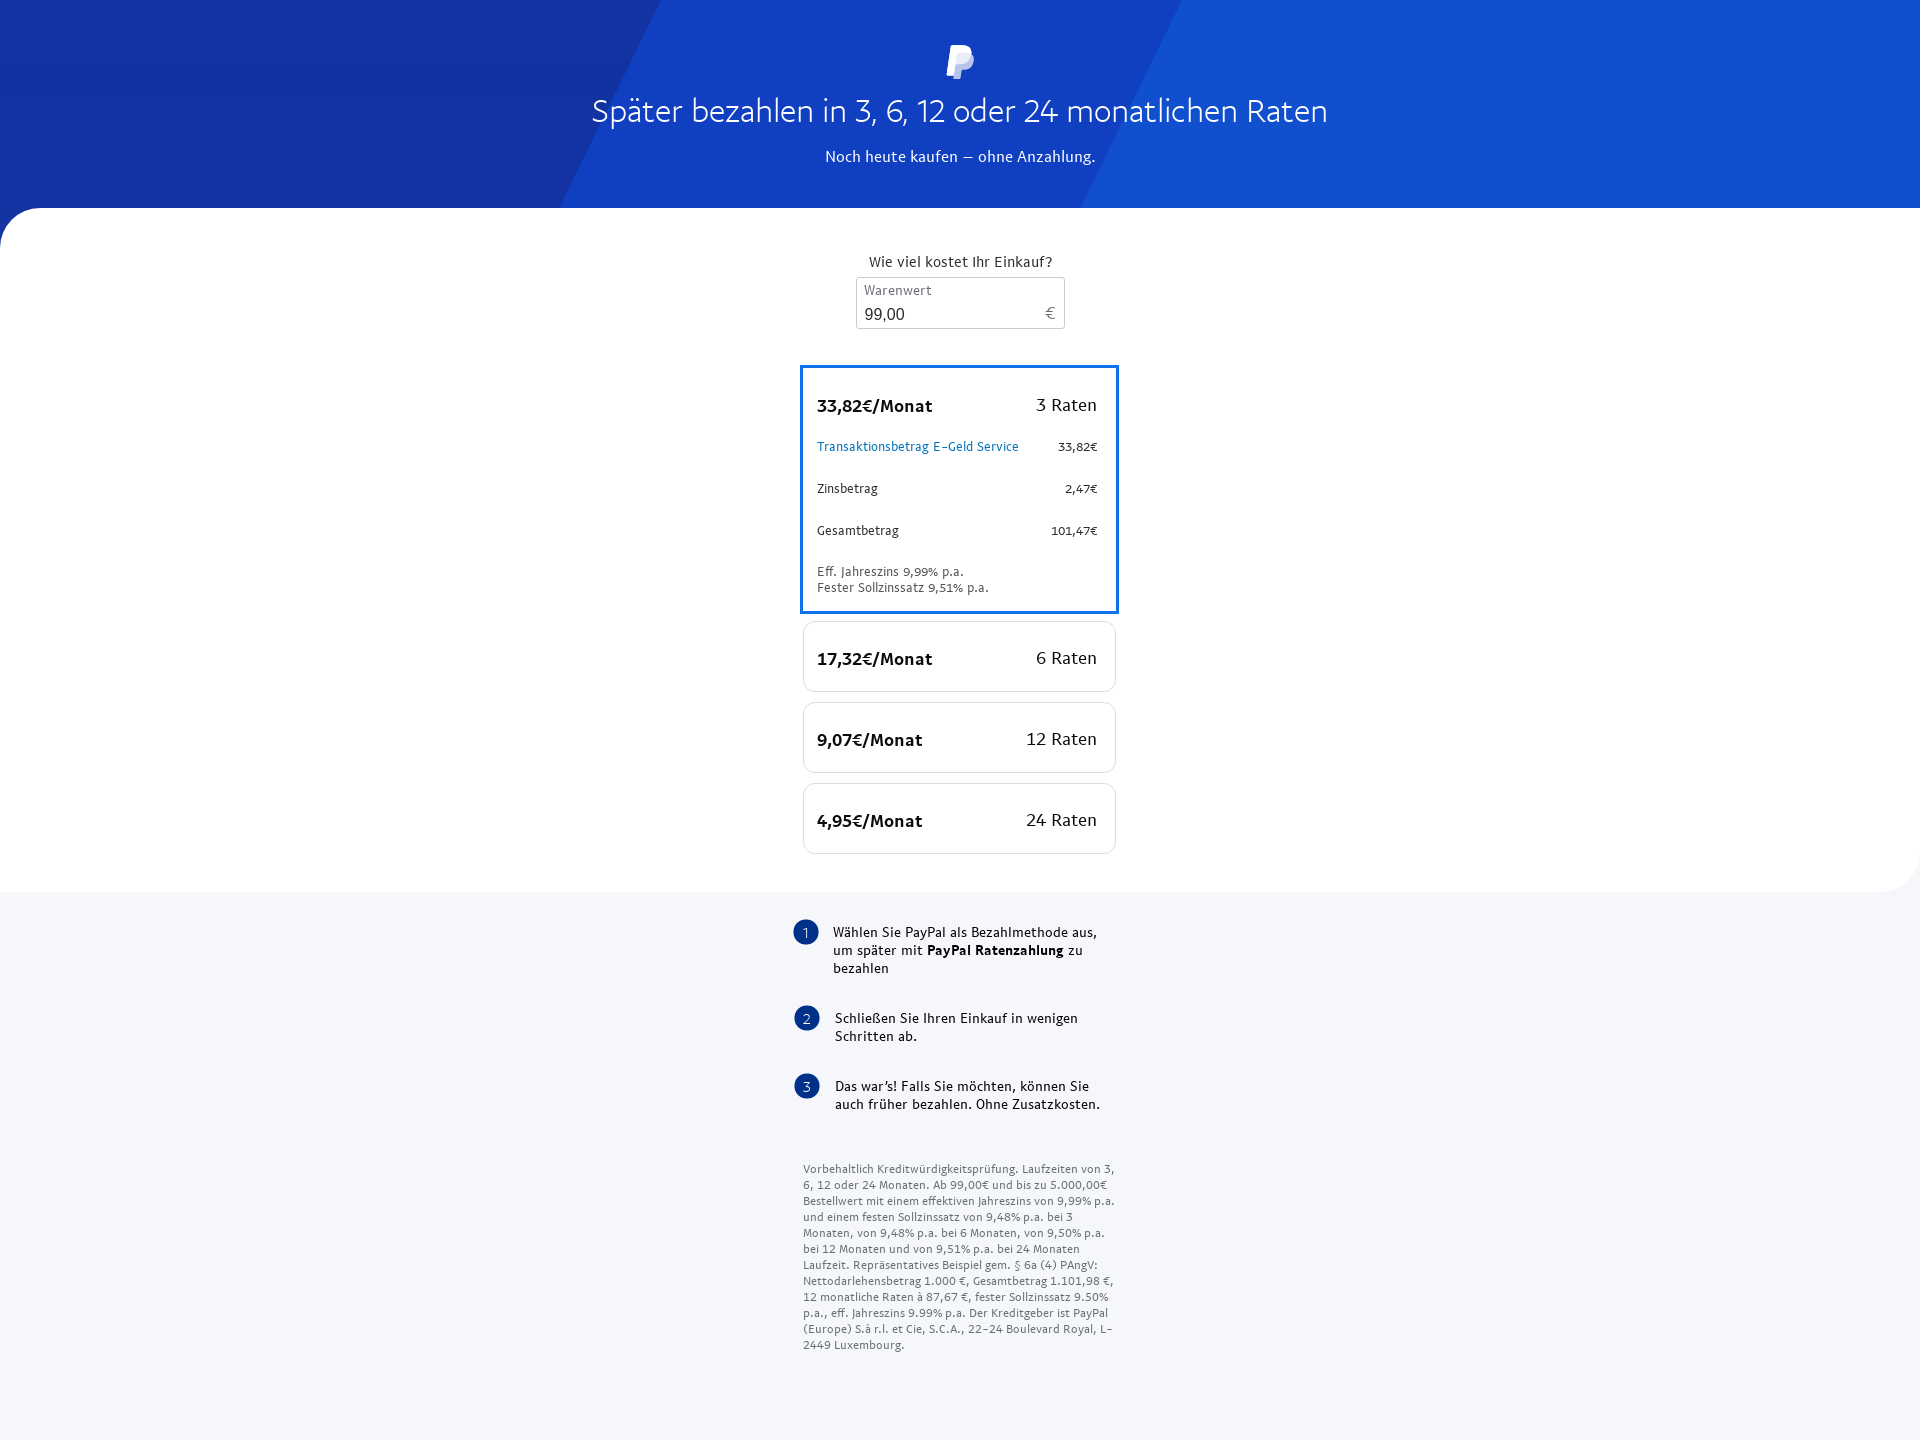 Später bezahlen in 3, 6, 12 oder 24 monatlichen Raten
Noch heute kaufen – ohne Anzahlung.
Wie viel kostet Ihr Einkauf?
Warenwert
99,00 €
33,82€/Monat 3 Raten
Transaktionsbetrag E-Geld Service 33,82€
Zinsbetrag 2,47€
Gesamtbetrag 101,47€
Eff. Jahreszins 9,99% p.a.
Fester Sollzinssatz 9,51% p.a.
17,32€/Monat 6 Raten
9,07€/Monat 12 Raten
4,95€/Monat 24 Raten
1 Wählen Sie PayPal als Bezahlmethode aus,
um später mit PayPal Ratenzahlung zu
bezahlen
2 Schließen Sie Ihren Einkauf in wenigen
Schritten ab.
3 Das war’s! Falls Sie möchten, können Sie
auch früher bezahlen. Ohne Zusatzkosten.
Vorbehaltlich Kreditwürdigkeitsprüfung. Laufzeiten von 3,
6, 12 oder 24 Monaten. Ab 99,00€ und bis zu 5.000,00€
Bestellwert mit einem effektiven Jahreszins von 9,99% p.a.
und einem festen Sollzinssatz von 9,48% p.a. bei 3
Monaten, von 9,48% p.a. bei 6 Monaten, von 9,50% p.a.
bei 12 Monaten und von 9,51% p.a. bei 24 Monaten
Laufzeit. Repräsentatives Beispiel gem. § 6a (4) PAngV:
Nettodarlehensbetrag 1.000 €, Gesamtbetrag 1.101,98 €,
12 monatliche Raten à 87,67 €, fester Sollzinssatz 9.50%
p.a., eff. Jahreszins 9.99% p.a. Der Kreditgeber ist PayPal
(Europe) S.à r.l. et Cie, S.C.A., 22-24 Boulevard Royal, L-
2449 Luxembourg.